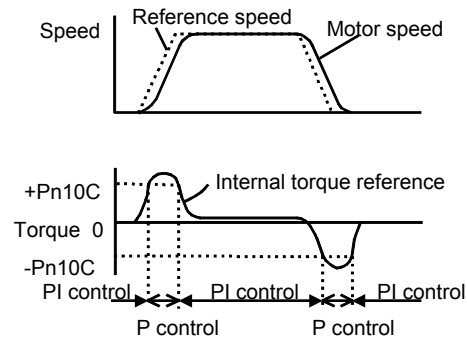 Reference speed
Speed
Motor speed
+Pn10C
Internal torque reference
Torque 0
-Pn10C
PI control PI control PI control
P control P control